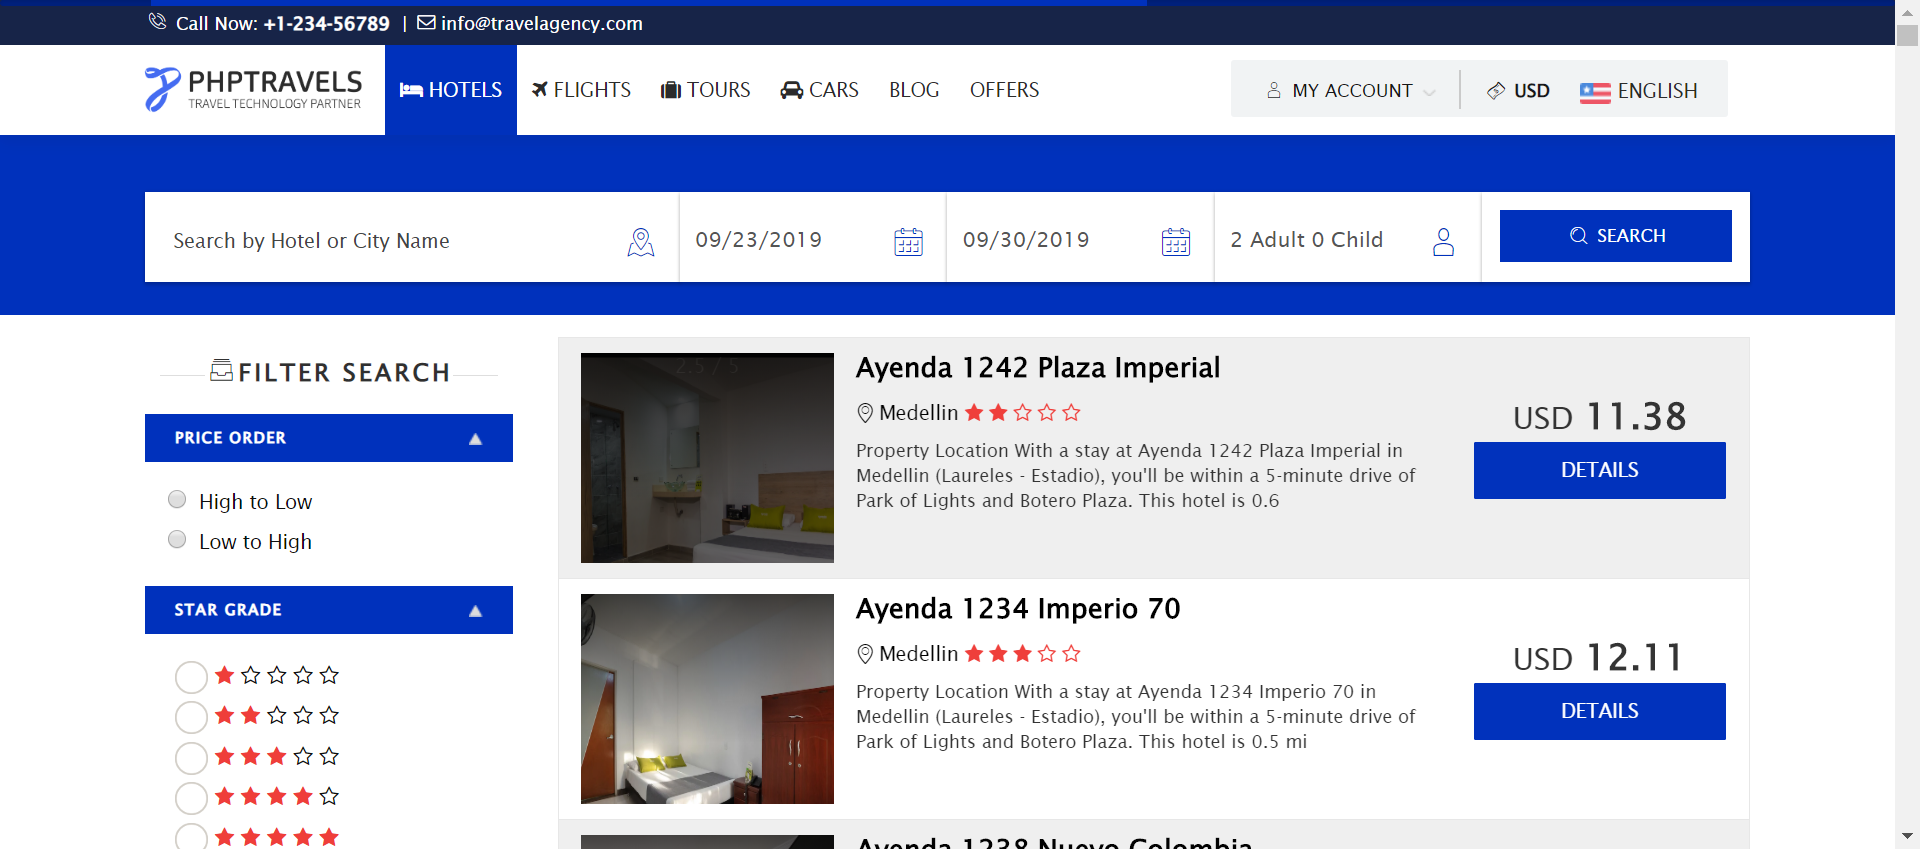 Call Now: +1-234-56789 | info@travelagency.com
PHPTRAVELS
TRAVEL TECHNOLOGY PARTNER
HOTELS
FLIGHTS
TOURS
CARS
BLOG
OFFERS
MY ACCOUNT
USD
ENGLISH
Search by Hotel or City Name
09/23/2019
09/30/2019
2 Adult 0 Child
SEARCH
FILTER SEARCH
PRICE ORDER
High to Low
Low to High
STAR GRADE
2.5 / 5
Ayenda 1242 Plaza Imperial
Medellin
Property Location With a stay at Ayenda 1242 Plaza Imperial in
Medellin (Laureles - Estadio), you'll be within a 5-minute drive of
Park of Lights and Botero Plaza. This hotel is 0.6
USD 11.38
DETAILS
Ayenda 1234 Imperio 70
Medellin
Property Location With a stay at Ayenda 1234 Imperio 70 in
Medellin (Laureles - Estadio), you'll be within a 5-minute drive of
Park of Lights and Botero Plaza. This hotel is 0.5 mi
USD 12.11
DETAILS
Ayenda 1238 Nuevo Colombia